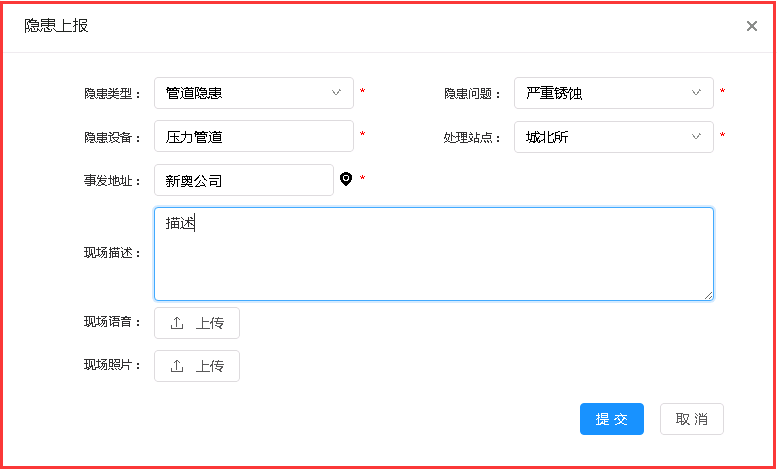 隐患上报
隐患类型： 管道隐患 * 隐患问题： 严重锈蚀 *
隐患设备： 压力管道 * 处理站点： 城北所 *
事发地址： 新奥公司 *
现场描述： 描述
现场语音： 上传
现场照片： 上传
提交 取消